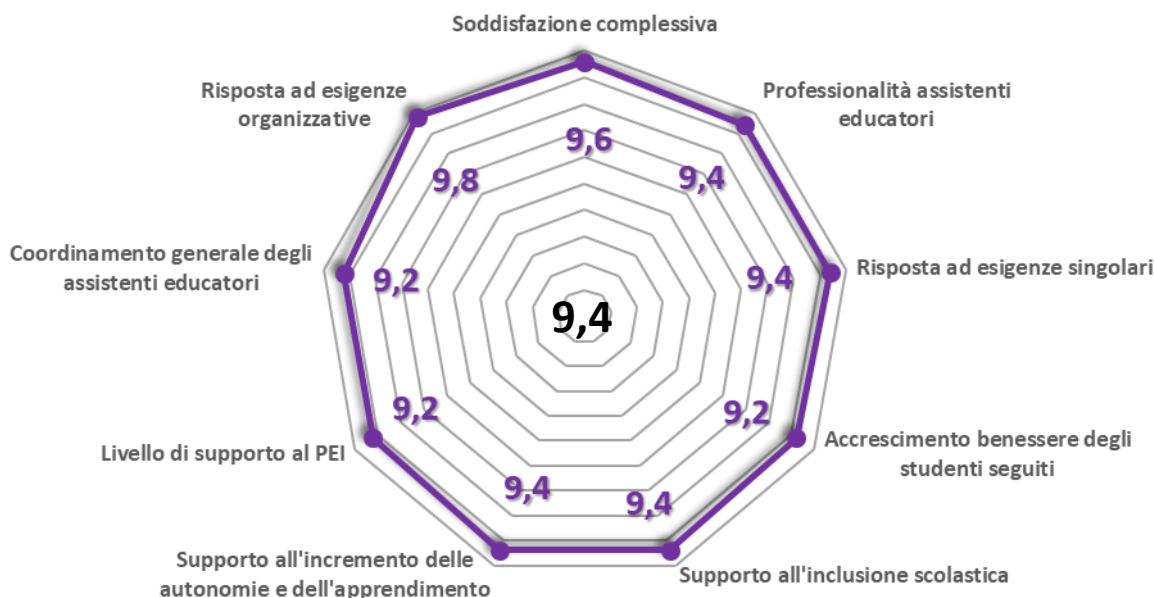 Soddisfazione complessiva
Risposta ad esigenze
organizzative
Professionalità assistenti
educatori
9,6
9,8
9,4
Coordinamento generale degli
assistenti educatori
9,2
9,4
Risposta ad esigenze singolari
9,4
9,2
9,2
Livello di supporto al PEI
Accrescimento benessere degli
studenti seguiti
9,4
9,4
Supporto all'incremento delle
autonomie e dell'apprendimento
Supporto all'inclusione scolastica